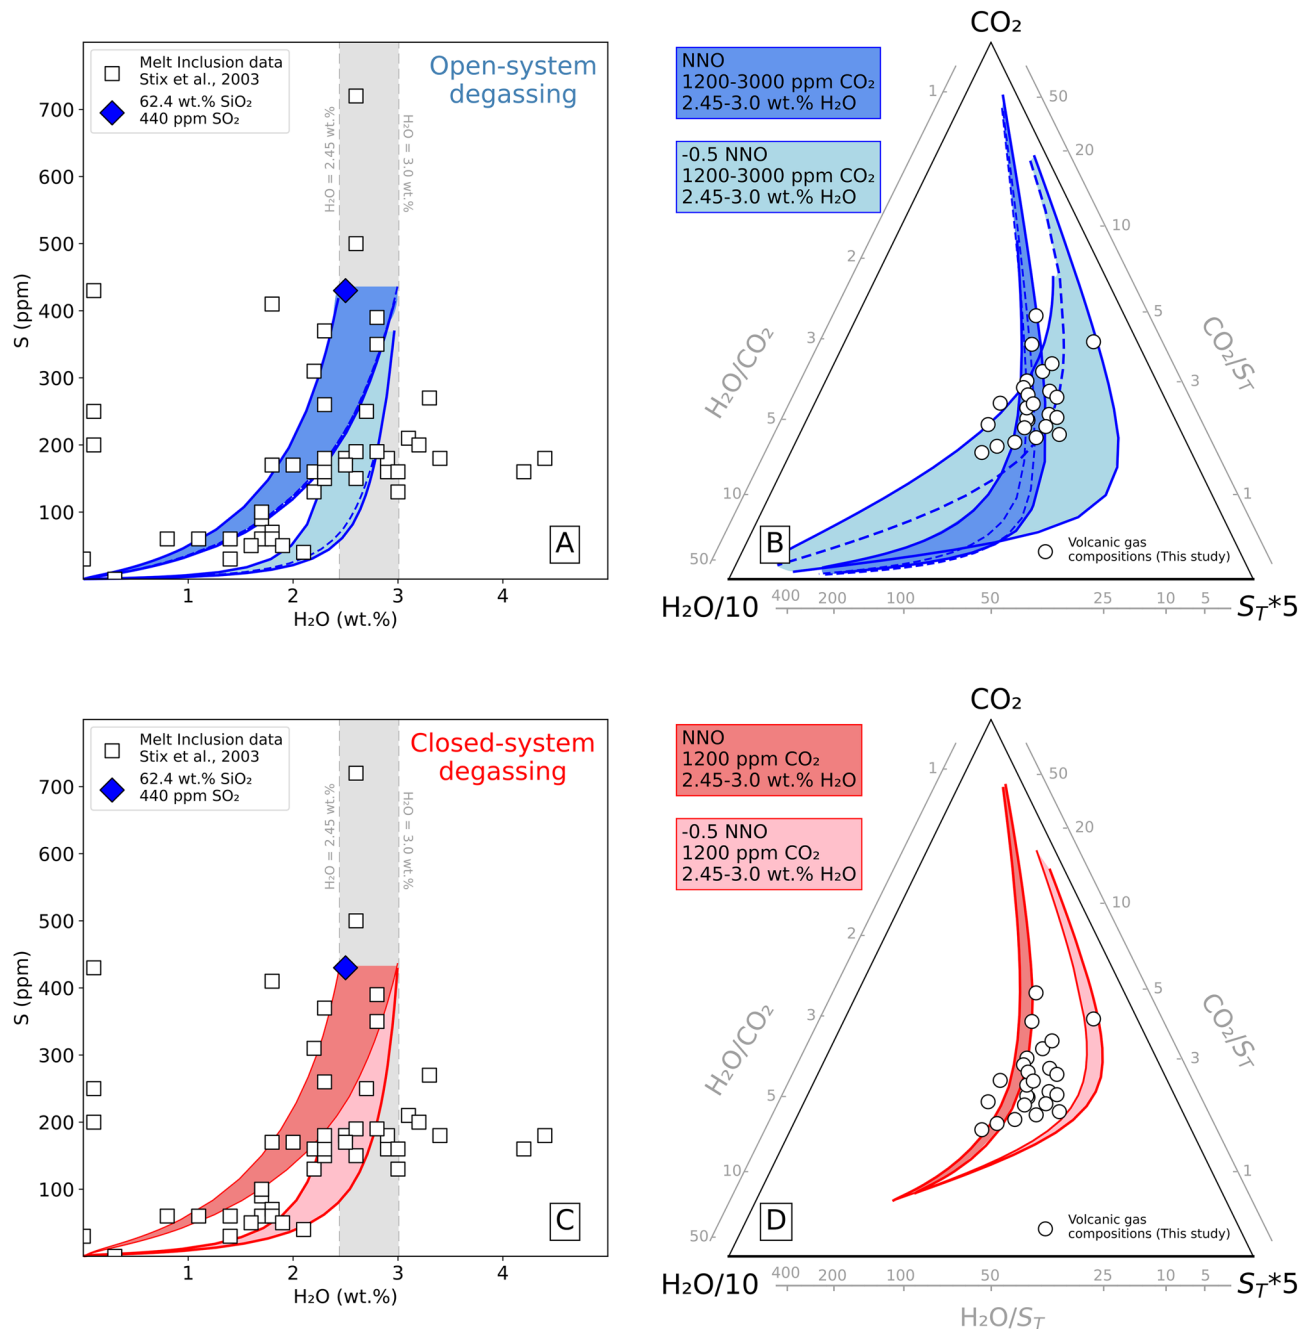 Melt Inclusion data
Stix et al., 2003
62.4 wt.% SiO₂
440 ppm SO₂
Open-system
degassing
H₂O = 2.45 wt.%
H₂O = 3.0 wt.%
S (ppm)
700
600
500
400
300
200
100
1 2 3 4
H₂O (wt.%)
A
CO₂
NNO
1200-3000 ppm CO₂
2.45-3.0 wt.% H₂O
-0.5 NNO
1200-3000 ppm CO₂
2.45-3.0 wt.% H₂O
H₂O/CO₂
1
2
3
5
10
50
CO₂/S_T
50
20
10
5
3
1
B
Volcanic gas
compositions (This study)
H₂O/10
S_T*5
400 200 100 50 25 10 5
Melt Inclusion data
Stix et al., 2003
62.4 wt.% SiO₂
440 ppm SO₂
Closed-system
degassing
H₂O = 2.45 wt.%
H₂O = 3.0 wt.%
S (ppm)
700
600
500
400
300
200
100
1 2 3 4
H₂O (wt.%)
C
CO₂
NNO
1200 ppm CO₂
2.45-3.0 wt.% H₂O
-0.5 NNO
1200 ppm CO₂
2.45-3.0 wt.% H₂O
H₂O/CO₂
1
2
3
5
10
50
CO₂/S_T
50
20
10
5
3
1
D
Volcanic gas
compositions (This study)
H₂O/10
S_T*5
400 200 100 50 25 10 5
H₂O/S_T